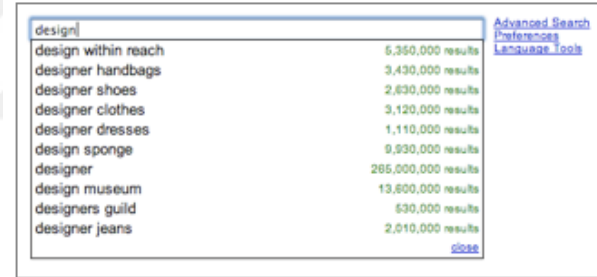 design
Advanced Search
Preferences
Language Tools
design within reach 5,350,000 results
designer handbags 3,430,000 results
designer shoes 2,630,000 results
designer clothes 3,120,000 results
designer dresses 1,110,000 results
design sponge 9,930,000 results
designer 265,000,000 results
design museum 13,600,000 results
designers guild 530,000 results
designer jeans 2,010,000 results
close